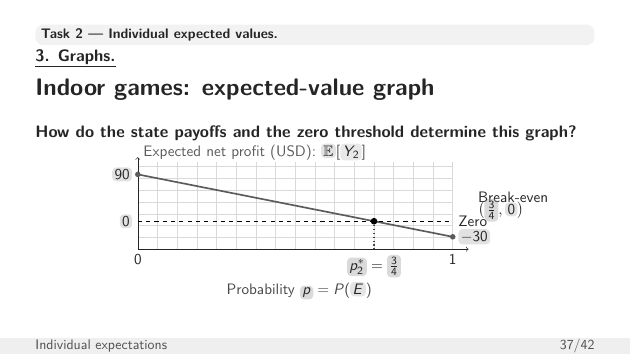 Task 2 — Individual expected values.
3. Graphs.
Indoor games: expected-value graph
How do the state payoffs and the zero threshold determine this graph?
Expected net profit (USD): 𝔼[Y₂]
90
Break-even
(3/4, 0)
0
Zero
−30
0
1
p₂* = 3/4
Probability p = P(E)
Individual expectations
37/42